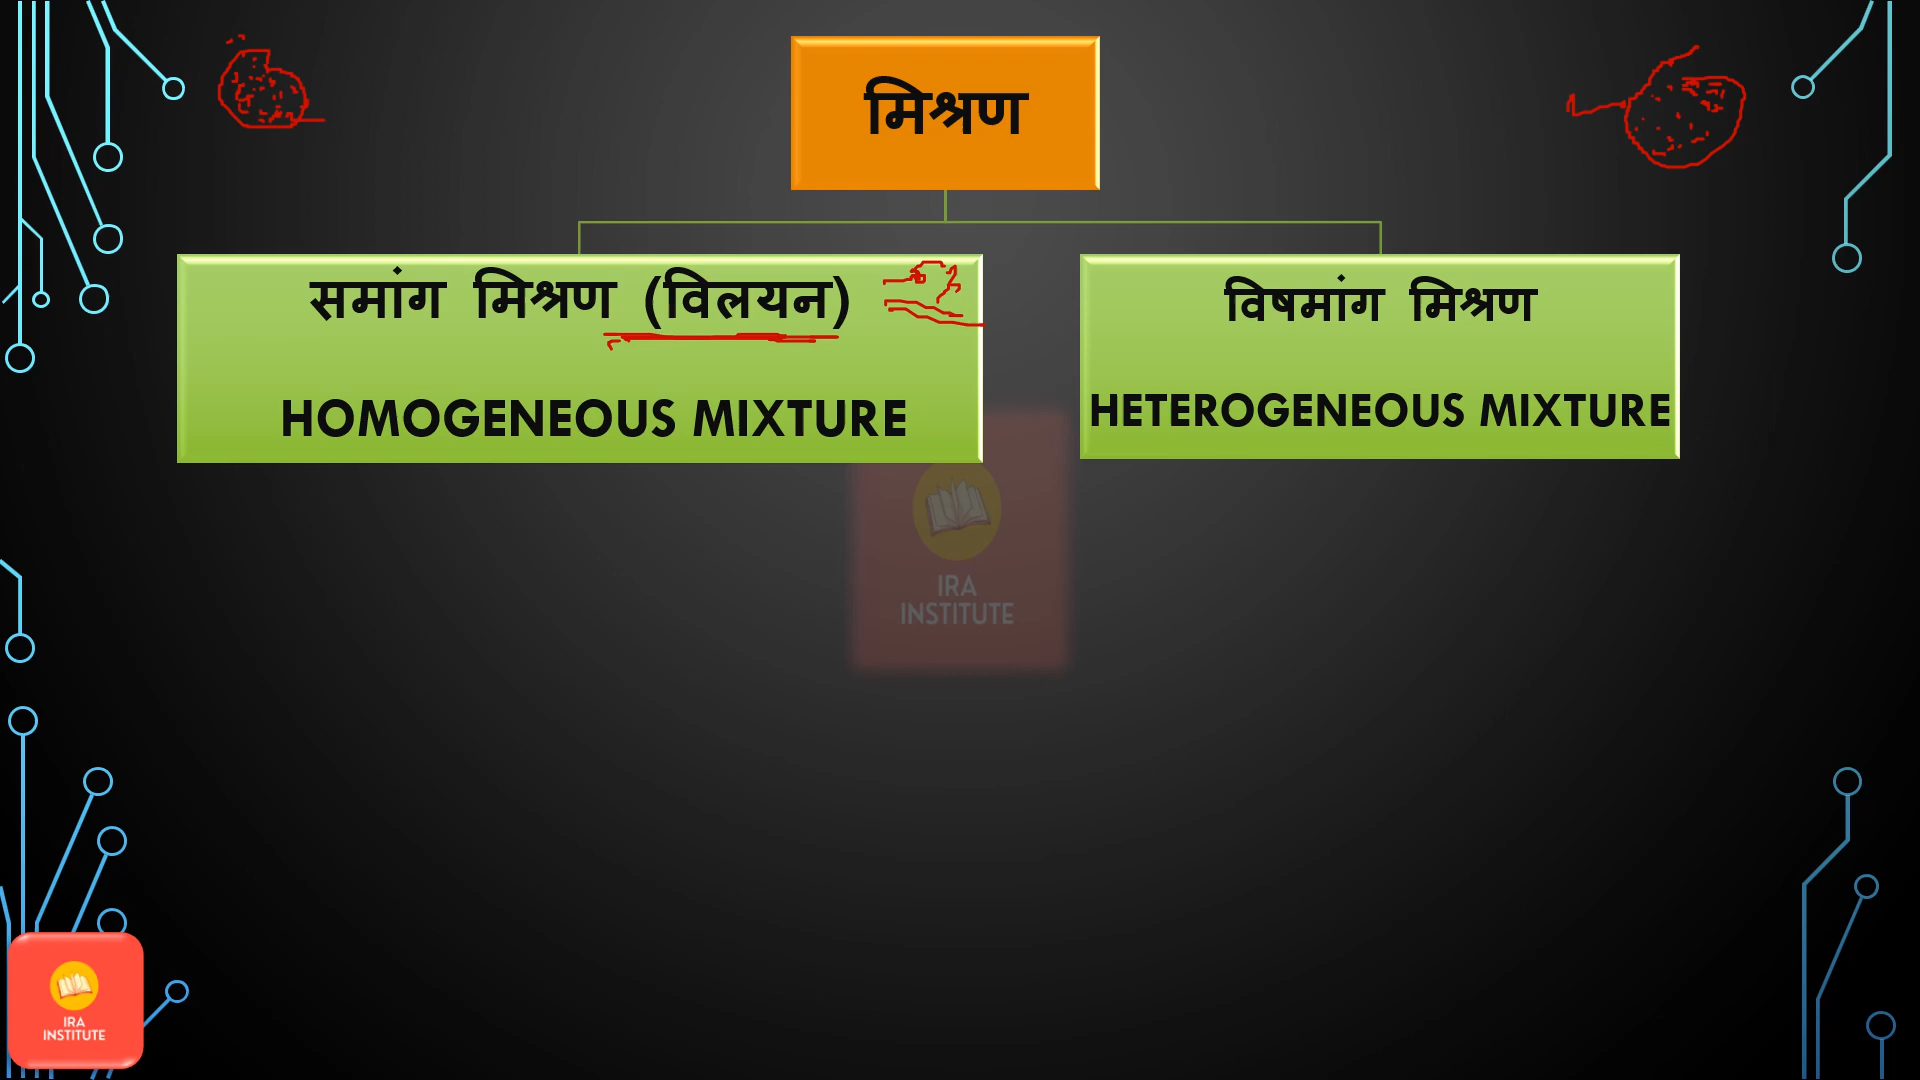 मिश्रण
समांग मिश्रण (विलयन)
HOMOGENEOUS MIXTURE
विषमांग मिश्रण
HETEROGENEOUS MIXTURE
IRA
INSTITUTE
IRA
INSTITUTE